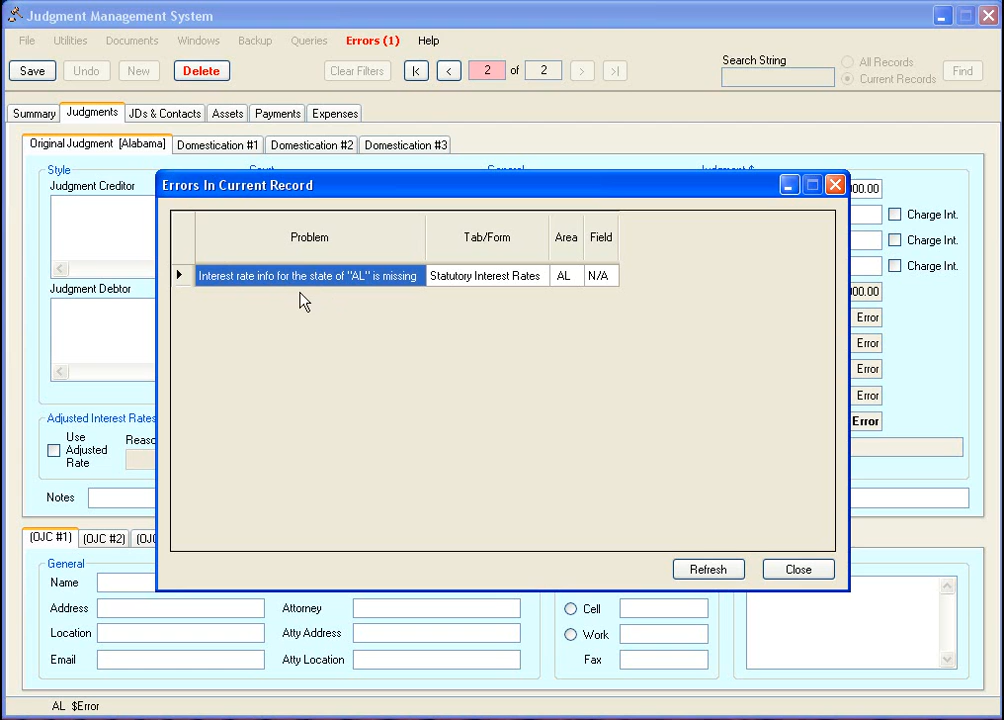 Judgment Management System
File Utilities Documents Windows Backup Queries Errors (1) Help
Save Undo New Delete Clear Filters 2 of 2 Search String All Records Current Records Find
Summary Judgments JDs & Contacts Assets Payments Expenses
Original Judgment [Alabama] Domestication #1 Domestication #2 Domestication #3
Style
Judgment Creditor
Judgment Debtor
Errors In Current Record
Problem Tab/Form Area Field
Interest rate info for the state of "AL" is missing Statutory Interest Rates AL N/A
Refresh Close
00.00
Charge Int.
Charge Int.
Charge Int.
00.00
Error
Error
Error
Error
Error
Adjusted Interest Rates
Use Adjusted Rate
Notes
(OJC #1) (OJC #2)
General
Name
Address Attorney Cell
Location Atty Address Work
Email Atty Location Fax
AL $Error